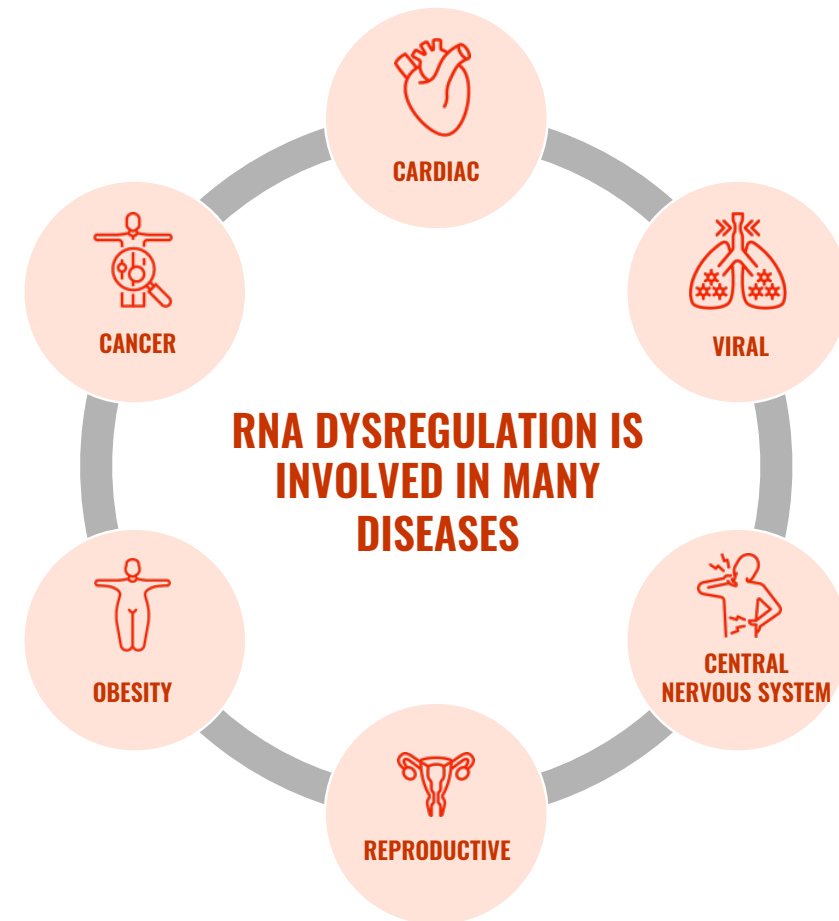 CARDIAC
CANCER
VIRAL
RNA DYSREGULATION IS
INVOLVED IN MANY
DISEASES
CENTRAL
NERVOUS SYSTEM
OBESITY
REPRODUCTIVE